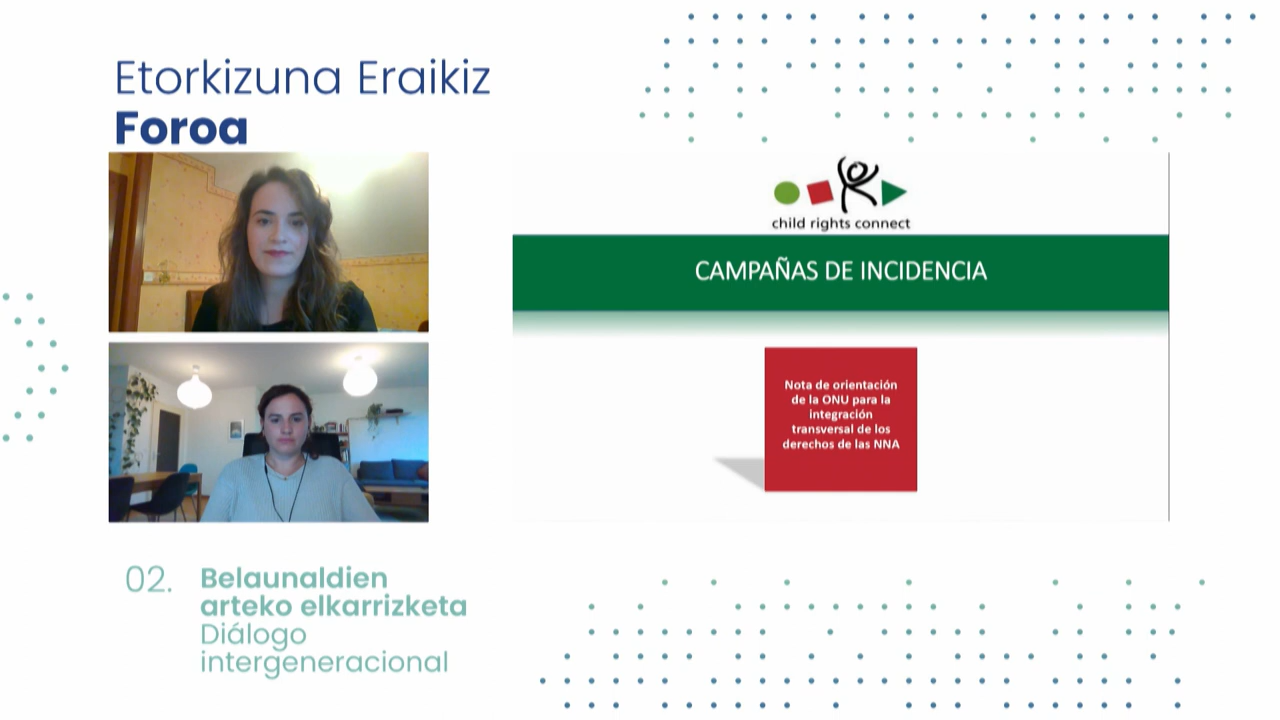 Etorkizuna Eraikiz
Foroa
child rights connect
CAMPAÑAS DE INCIDENCIA
Nota de orientación
de la ONU para la
integración
transversal de los
derechos de las NNA
02.
Belaunaldien
arteko elkarrizketa
Diálogo
intergeneracional